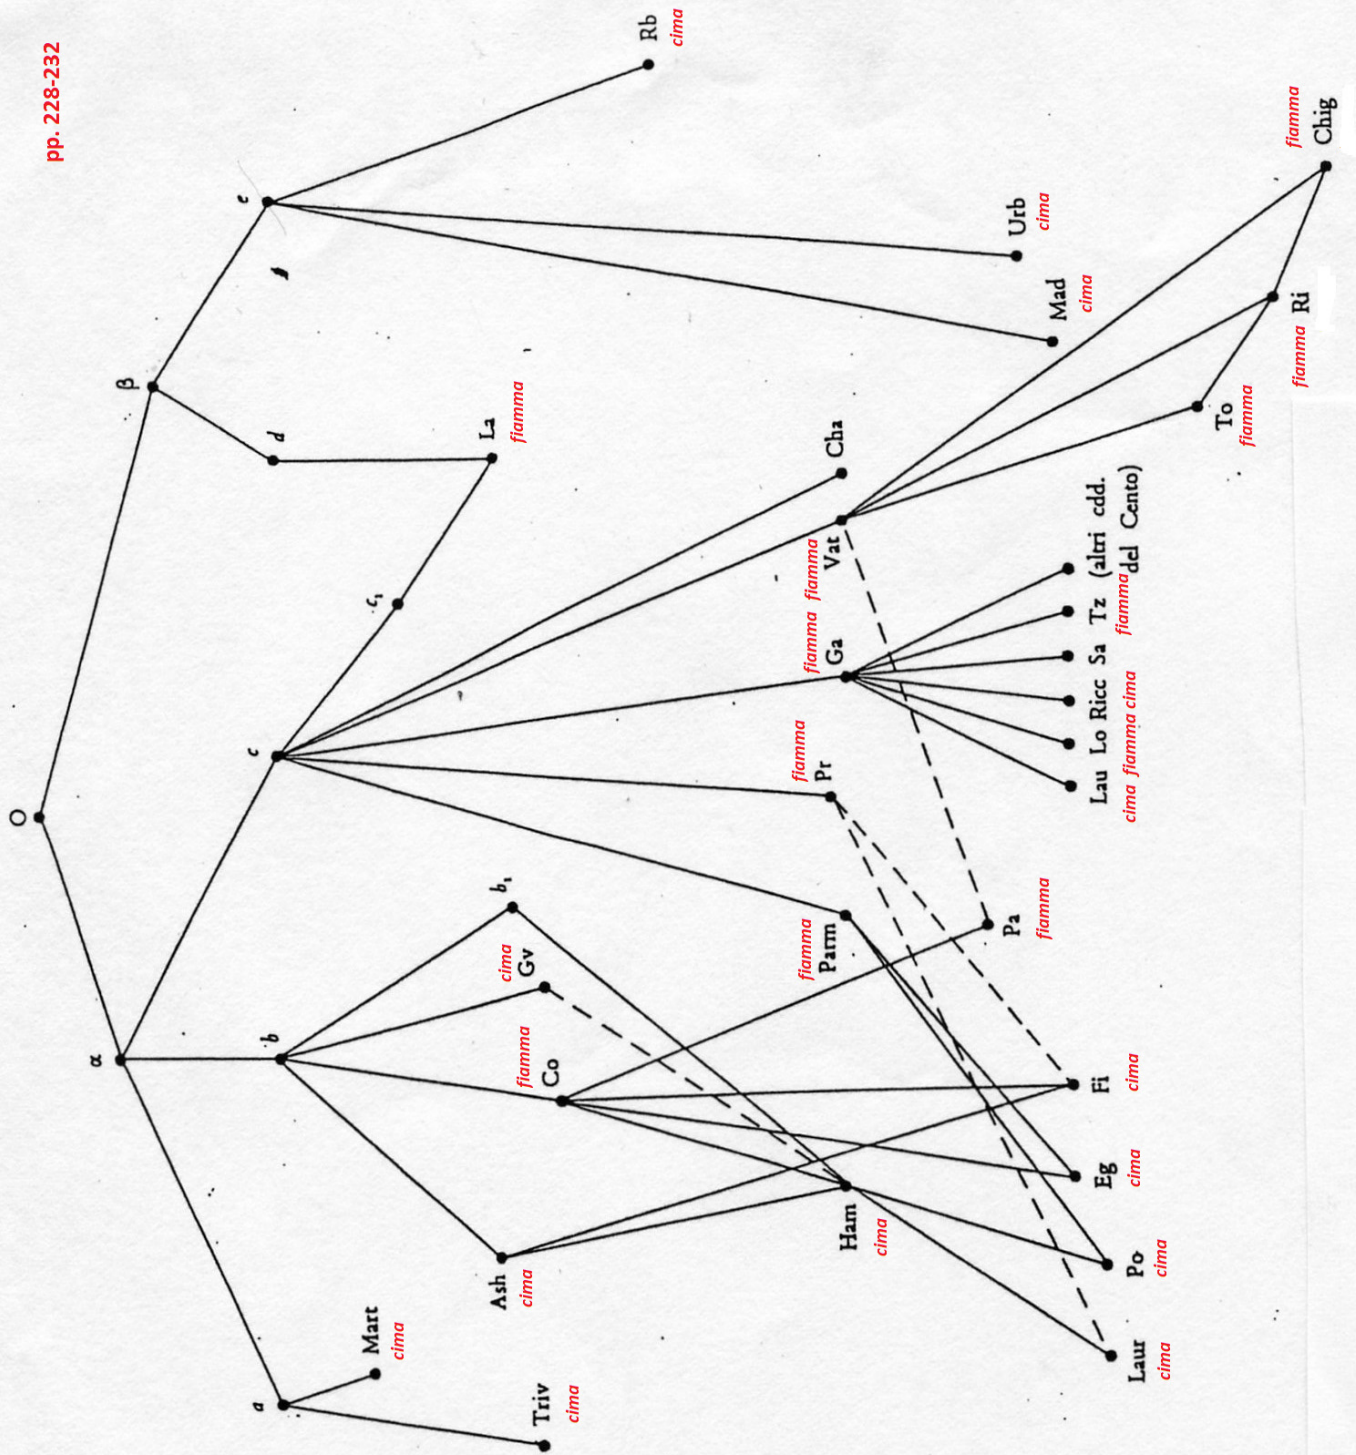 pp. 228-232
O
α
β
a
b
c
d
e
Mart
cima
Triv
cima
Ash
cima
Co
fiamma
Gv
cima
b₁
c₁
La
fiamma
Rb
cima
Ham
cima
Parm
fiamma
Pr
fiamma
Ga
fiamma
Vat
fiamma
Cha
Pa
fiamma
Urb
cima
Mad
cima
Laur
cima
Po
cima
Eg
cima
Fi
cima
Lau Lo Ricc Sa Tz (altri cdd.
del Cento)
cima fiamma cima fiamma
To
fiamma
Ri
fiamma
Chig
fiamma